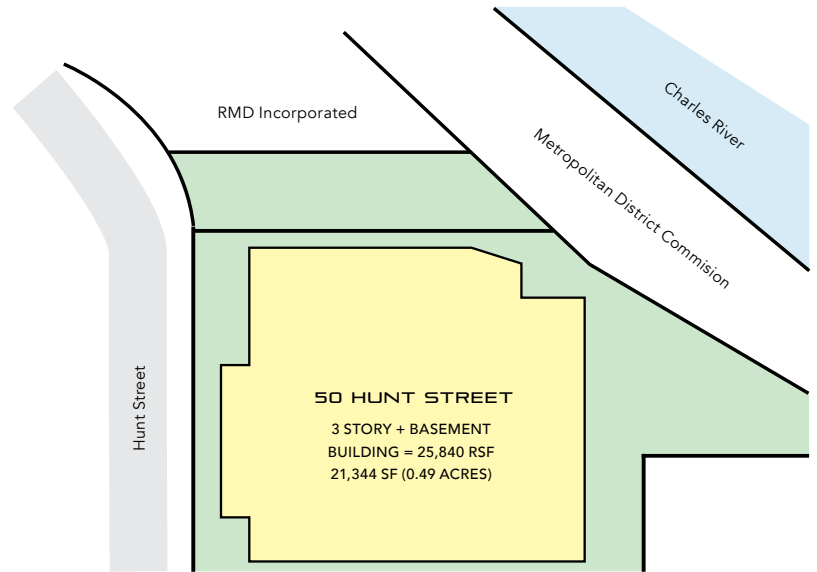 RMD Incorporated
Charles River
Metropolitan District Commision
Hunt Street
50 HUNT STREET
3 STORY + BASEMENT
BUILDING = 25,840 RSF
21,344 SF (0.49 ACRES)